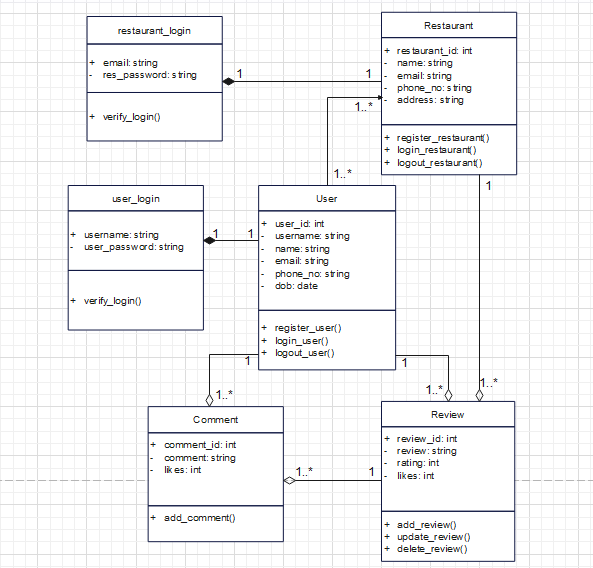 restaurant_login
+ email: string
- res_password: string
+ verify_login()
1
1
Restaurant
+ restaurant_id: int
- name: string
- email: string
- phone_no: string
- address: string
+ register_restaurant()
+ login_restaurant()
+ logout_restaurant()
1..*
1..*
1
user_login
+ username: string
- user_password: string
+ verify_login()
1
1
User
+ user_id: int
- username: string
- name: string
- email: string
- phone_no: string
- dob: date
+ register_user()
+ login_user()
+ logout_user()
1
1
1..*
1..*
1..*
Comment
+ comment_id: int
- comment: string
- likes: int
+ add_comment()
1..*
1
Review
+ review_id: int
- review: string
- rating: int
- likes: int
+ add_review()
+ update_review()
+ delete_review()